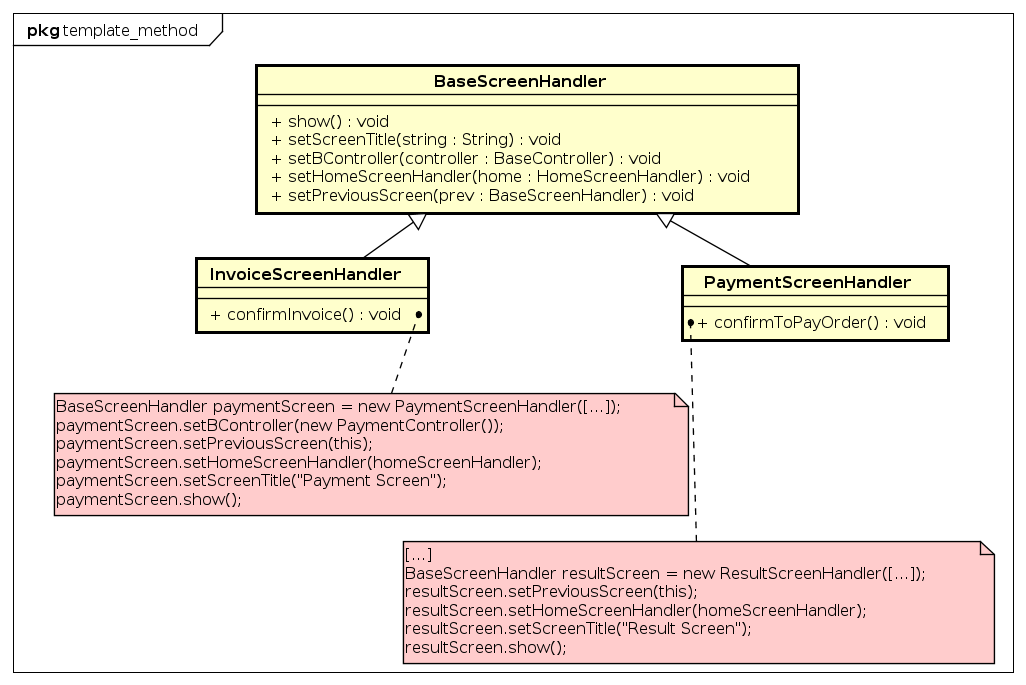 pkg template_method
BaseScreenHandler
+ show() : void
+ setScreenTitle(string : String) : void
+ setBController(controller : BaseController) : void
+ setHomeScreenHandler(home : HomeScreenHandler) : void
+ setPreviousScreen(prev : BaseScreenHandler) : void
InvoiceScreenHandler
+ confirmInvoice() : void
PaymentScreenHandler
+ confirmToPayOrder() : void
BaseScreenHandler paymentScreen = new PaymentScreenHandler([...]);
paymentScreen.setBController(new PaymentController());
paymentScreen.setPreviousScreen(this);
paymentScreen.setHomeScreenHandler(homeScreenHandler);
paymentScreen.setScreenTitle("Payment Screen");
paymentScreen.show();
[...]
BaseScreenHandler resultScreen = new ResultScreenHandler([...]);
resultScreen.setPreviousScreen(this);
resultScreen.setHomeScreenHandler(homeScreenHandler);
resultScreen.setScreenTitle("Result Screen");
resultScreen.show();